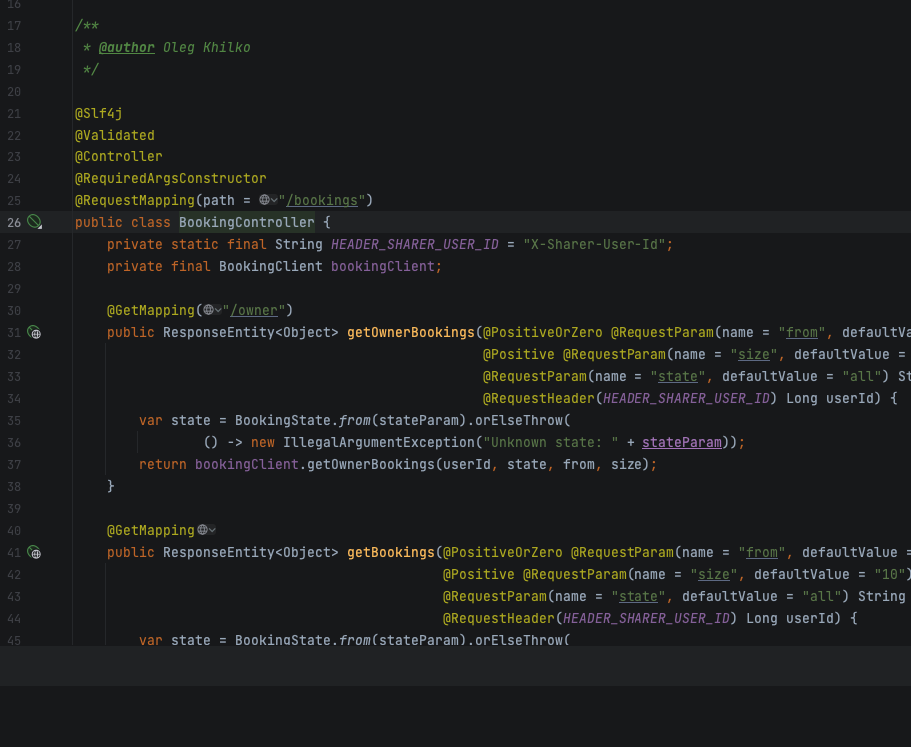 16
17 /**
18 * @author Oleg Khilko
19 */
20
21 @Slf4j
22 @Validated
23 @Controller
24 @RequiredArgsConstructor
25 @RequestMapping(path = "/bookings")
26 public class BookingController {
27 private static final String HEADER_SHARER_USER_ID = "X-Sharer-User-Id";
28 private final BookingClient bookingClient;
29
30 @GetMapping("/owner")
31 public ResponseEntity<Object> getOwnerBookings(@PositiveOrZero @RequestParam(name = "from", defaultVa
32 @Positive @RequestParam(name = "size", defaultValue =
33 @RequestParam(name = "state", defaultValue = "all") St
34 @RequestHeader(HEADER_SHARER_USER_ID) Long userId) {
35 var state = BookingState.from(stateParam).orElseThrow(
36 () -> new IllegalArgumentException("Unknown state: " + stateParam));
37 return bookingClient.getOwnerBookings(userId, state, from, size);
38 }
39
40 @GetMapping
41 public ResponseEntity<Object> getBookings(@PositiveOrZero @RequestParam(name = "from", defaultValue =
42 @Positive @RequestParam(name = "size", defaultValue = "10")
43 @RequestParam(name = "state", defaultValue = "all") String
44 @RequestHeader(HEADER_SHARER_USER_ID) Long userId) {
45 var state = BookingState.from(stateParam).orElseThrow(